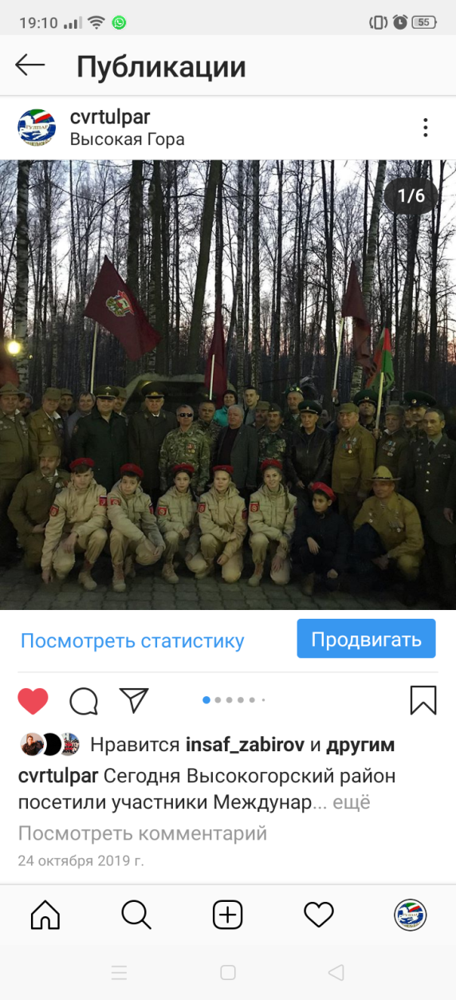 19:10
55
Публикации
cvrtulpar
Высокая Гора
1/6
Посмотреть статистику
Продвигать
Нравится insaf_zabirov и другим
cvrtulpar Сегодня Высокогорский район
посетили участники Междунар... ещё
Посмотреть комментарий
24 октября 2019 г.